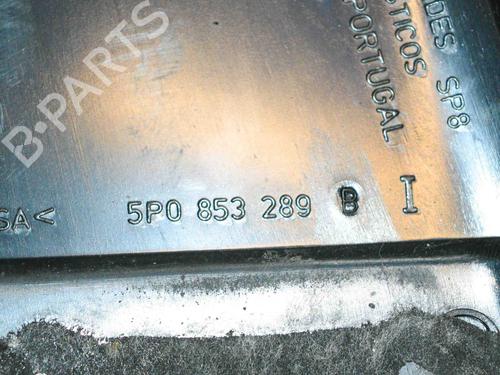 B-PARTS
DES SP8
TICOS
PORTUGAL
SA<
5P0 853 289 B I